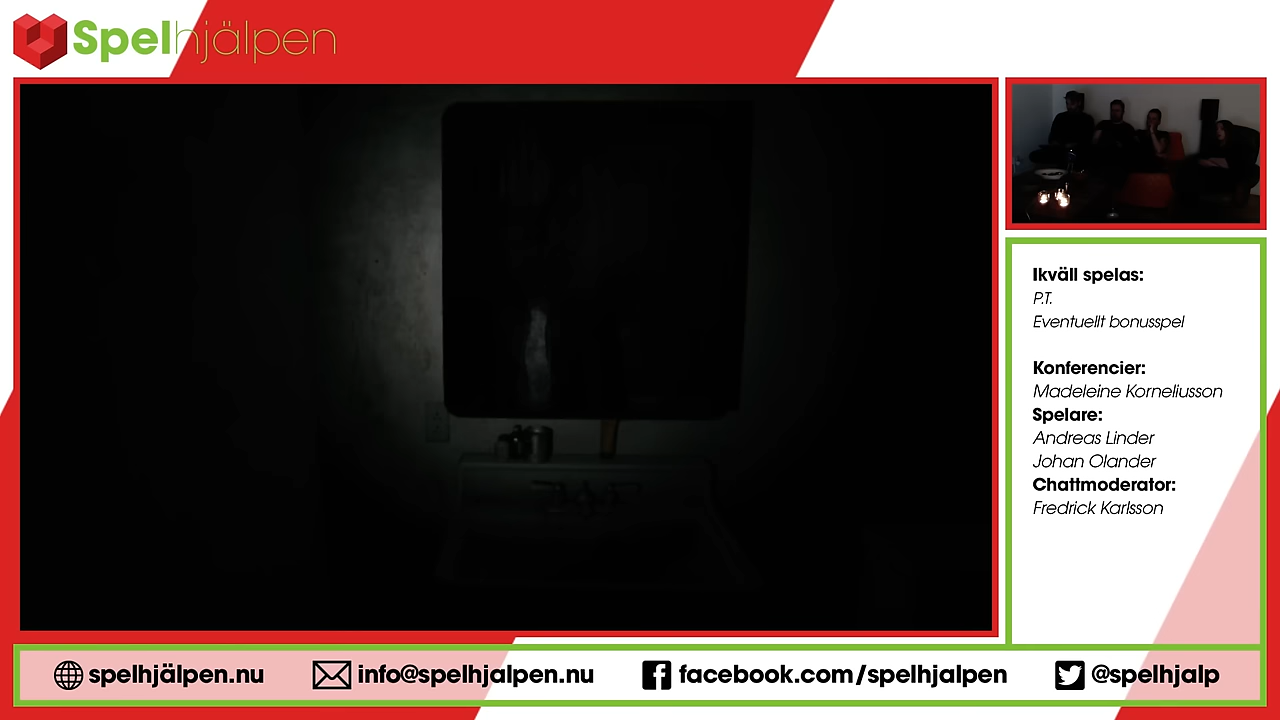 Spelhjälpen
Ikväll spelas:
P.T.
Eventuellt bonusspel
Konferencier:
Madeleine Korneliusson
Spelare:
Andreas Linder
Johan Olander
Chattmoderator:
Fredrick Karlsson
spelhjälpen.nu
info@spelhjalpen.nu
facebook.com/spelhjalpen
@spelhjalp